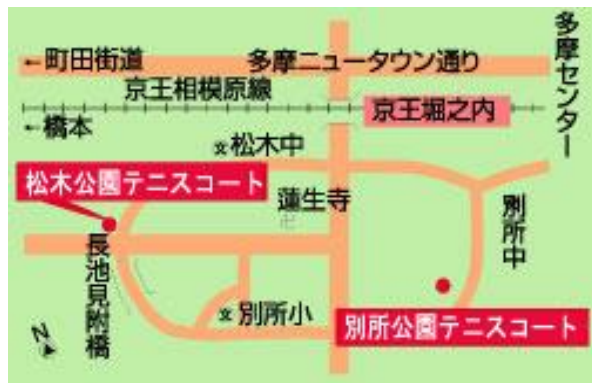 ←町田街道
多摩ニュータウン通り
多摩センター
京王相模原線
京王堀之内
←橋本
文松木中
松木公園テニスコート
蓮生寺
卍
別所中
長池見附橋
文別所小
別所公園テニスコート
N